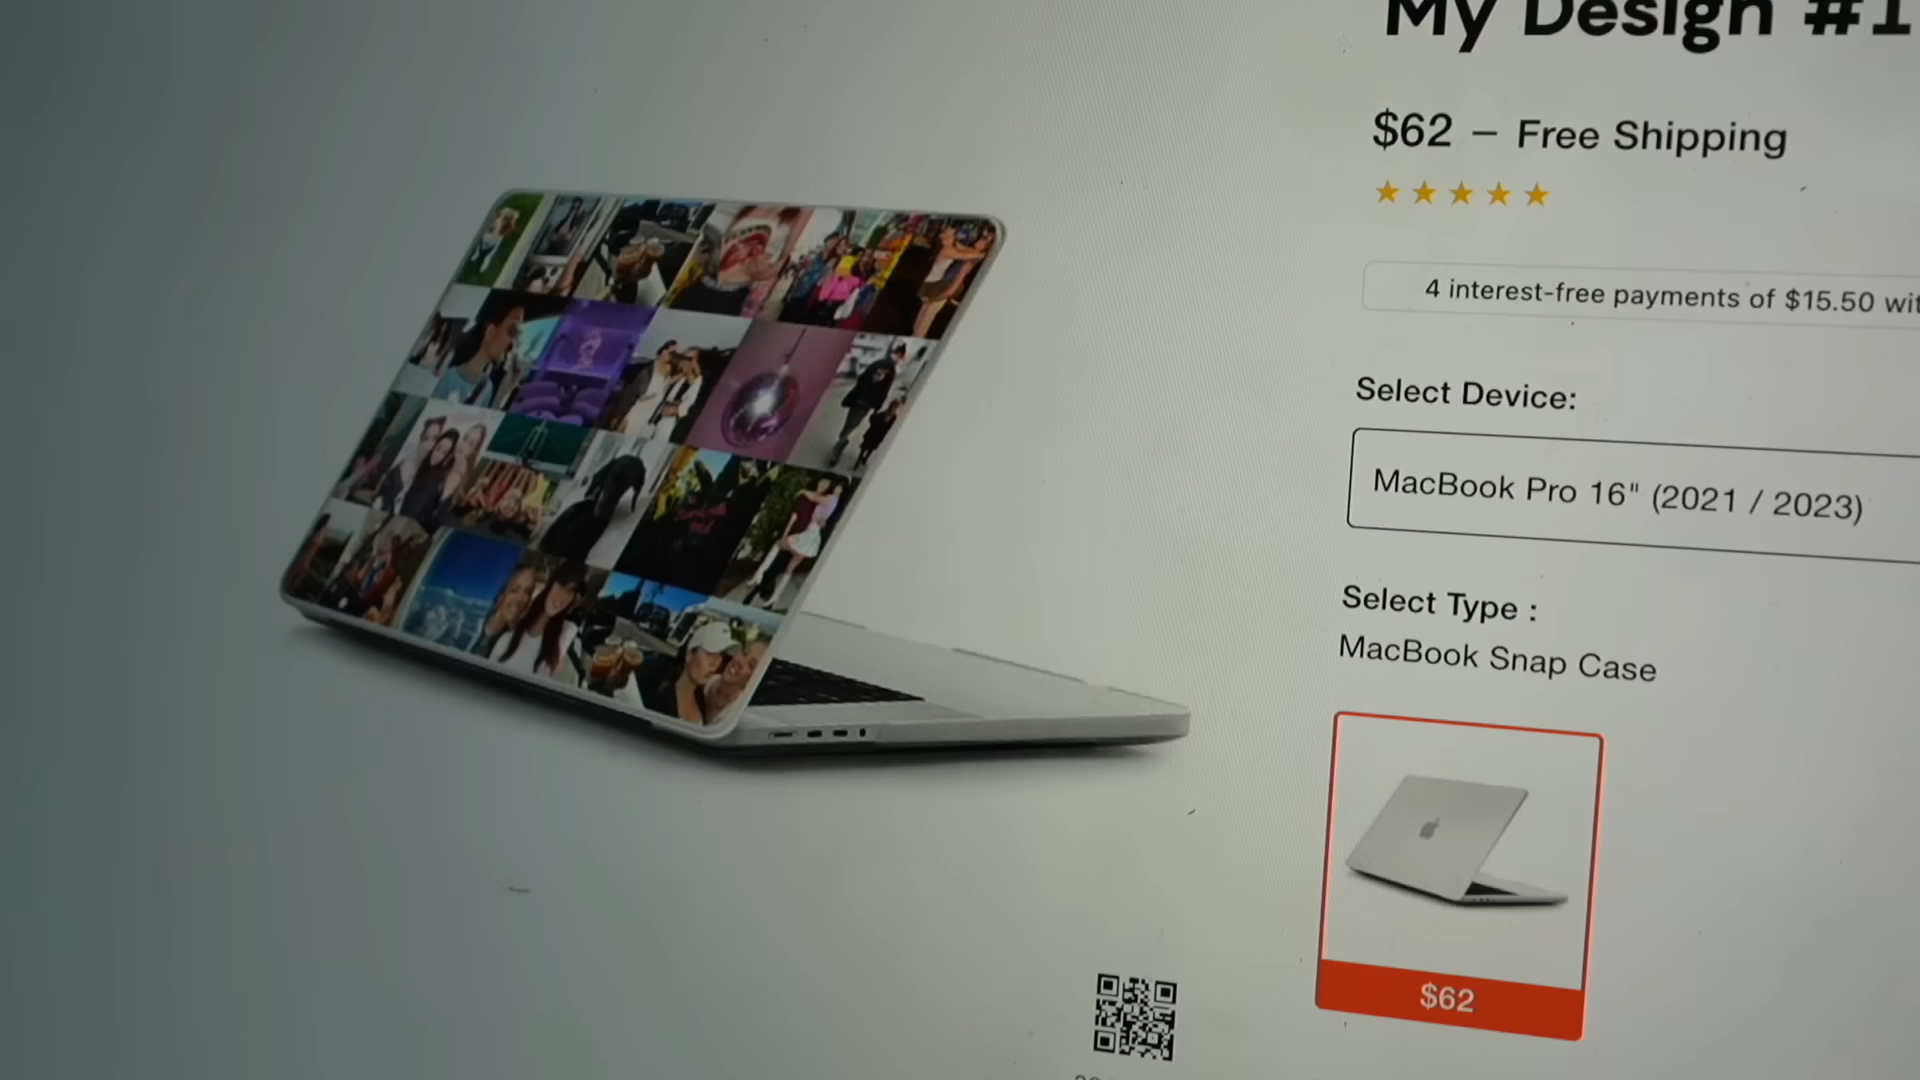 My Design #1
$62 – Free Shipping
4 interest-free payments of $15.50
Select Device:
MacBook Pro 16" (2021 / 2023)
Select Type :
MacBook Snap Case
$62